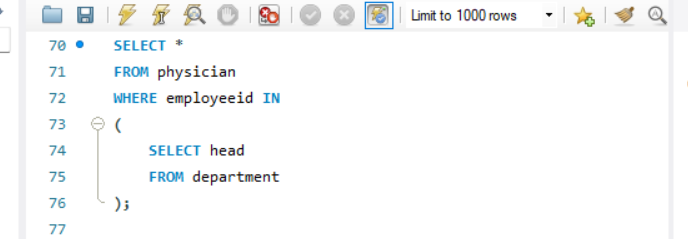 Limit to 1000 rows
70 SELECT *
71 FROM physician
72 WHERE employeeid IN
73 (
74 SELECT head
75 FROM department
76 );
77